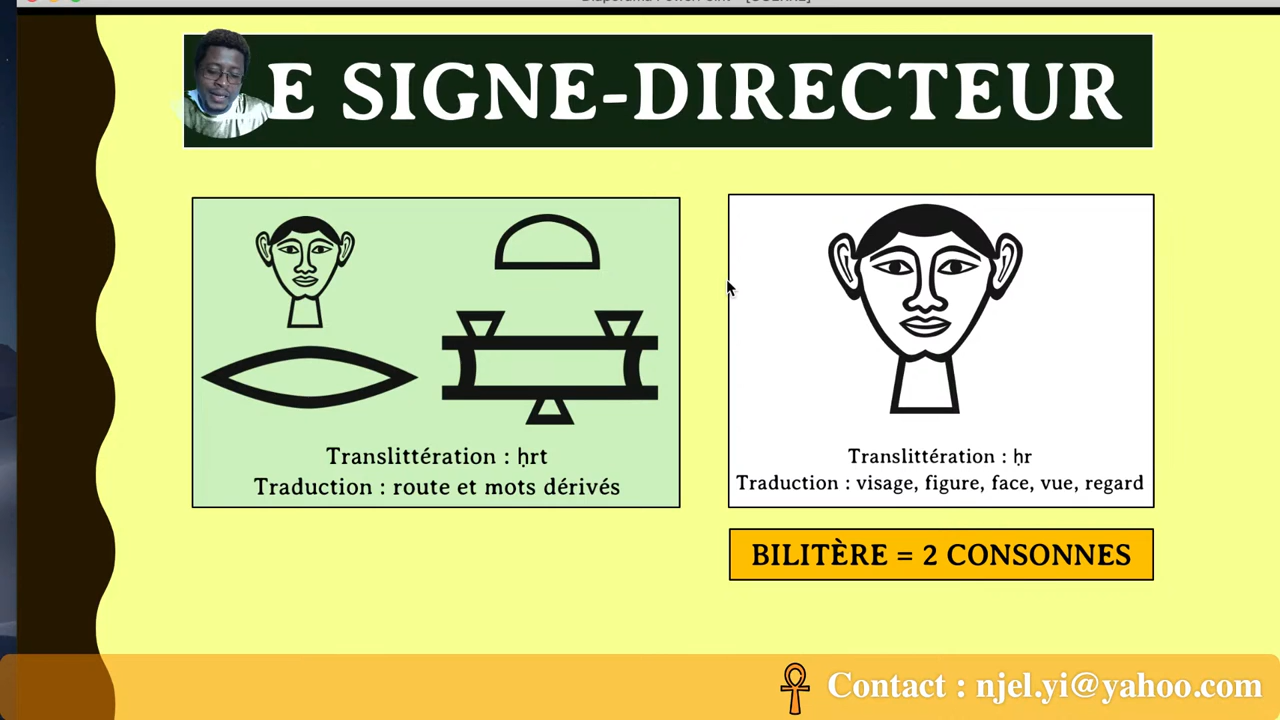 E SIGNE-DIRECTEUR
Translittération : ḥrt
Traduction : route et mots dérivés
Translittération : ḥr
Traduction : visage, figure, face, vue, regard
BILITÈRE = 2 CONSONNES
Contact : njel.yi@yahoo.com